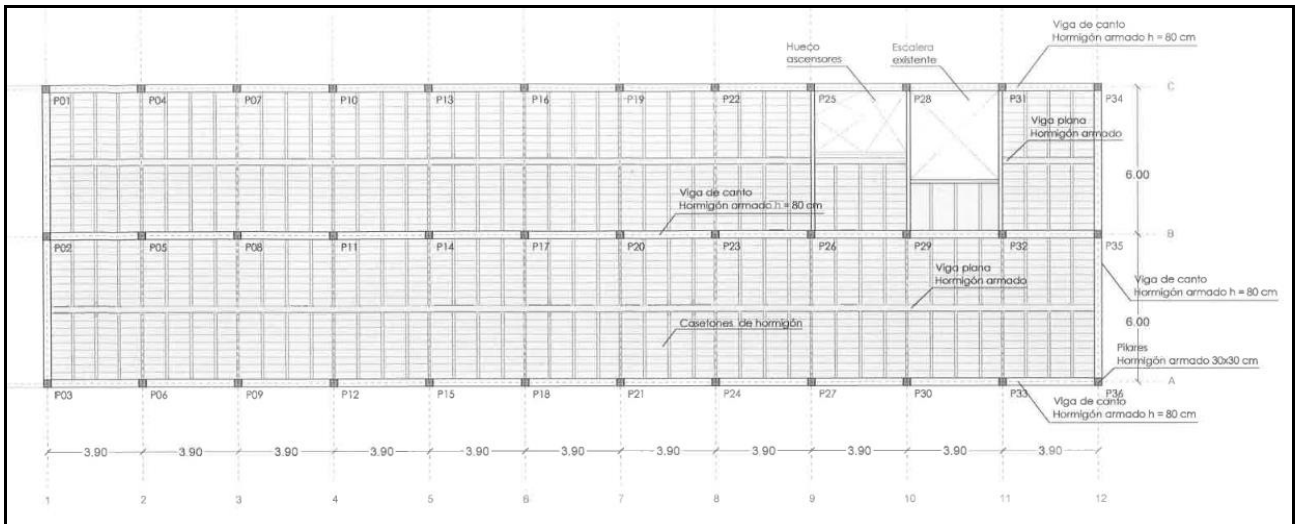 Viga de canto
Hormigón armado h = 80 cm
Hueco
ascensores
Escalera
existente
C
P01
P04
P07
P10
P13
P16
P19
P22
P25
P28
P31
P34
Viga plana
Hormigón armado
6.00
Viga de canto
Hormigón armado h = 80 cm
B
P02
P05
P08
P11
P14
P17
P20
P23
P26
P29
P32
P35
Viga plana
Hormigón armado
Viga de canto
Hormigón armado h = 80 cm
Casetones de hormigón
6.00
Pilares
Hormigón armado 30x30 cm
A
P03
P06
P09
P12
P15
P18
P21
P24
P27
P30
P33
P36
Viga de canto
Hormigón armado h = 80 cm
3.90
3.90
3.90
3.90
3.90
3.90
3.90
3.90
3.90
3.90
3.90
1
2
3
4
5
6
7
8
9
10
11
12